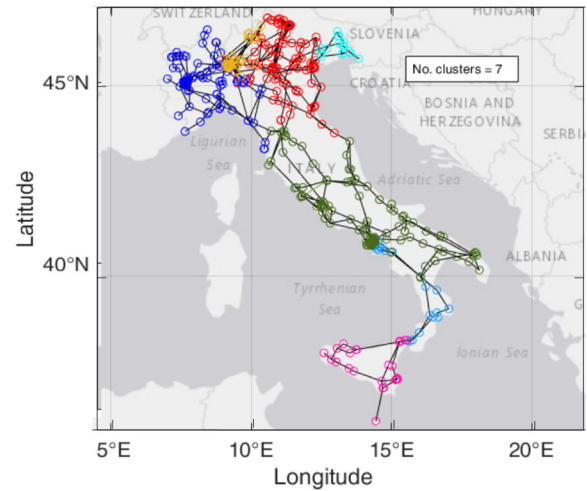 SWITZERLAND
HUNGARY
SLOVENIA
No. clusters = 7
45°N
CROATIA
BOSNIA AND
HERZEGOVINA
SERBI
Ligurian
Sea
ITALY
Adriatic Sea
Latitude
ALBANIA
40°N
Tyrrhenian
Sea
G
Ionian Sea
5°E
10°E
15°E
20°E
Longitude